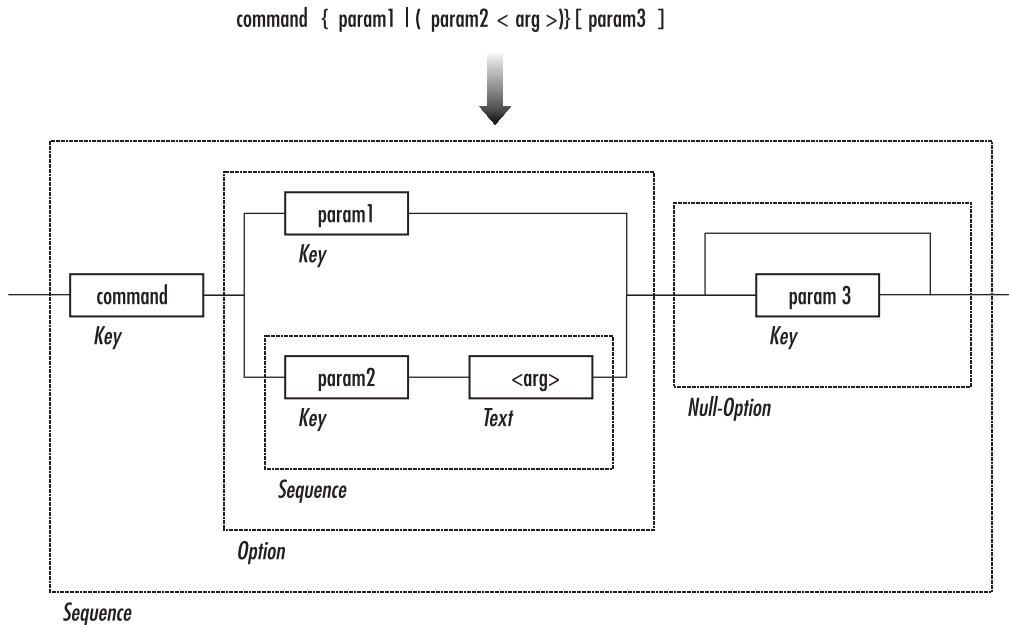 command { param1 | ( param2 < arg >)} [ param3 ]
param1
Key
command
Key
param 3
Key
param2
<arg>
Key
Text
Null-Option
Sequence
Option
Sequence